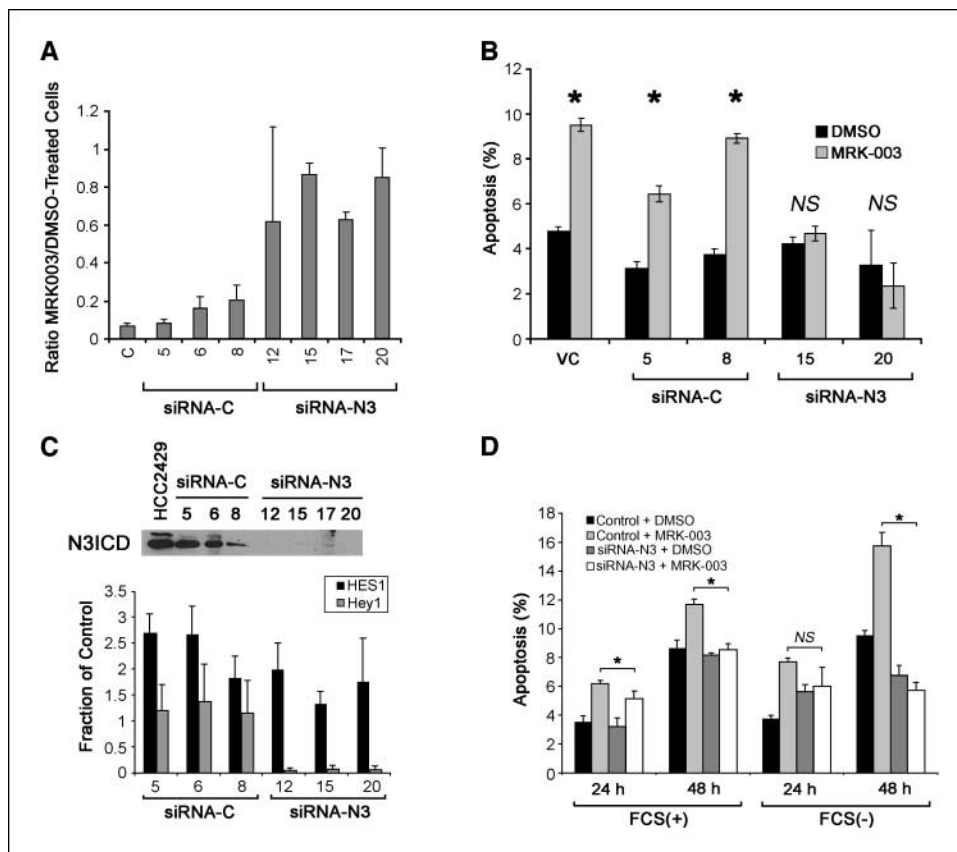 A
Ratio MRK003/DMSO-Treated Cells
1.2
1
0.8
0.6
0.4
0.2
0
C 5 6 8 12 15 17 20
siRNA-C siRNA-N3
B
Apoptosis (%)
12
10
8
6
4
2
0
* * *
DMSO
MRK-003
NS NS
VC 5 8 15 20
siRNA-C siRNA-N3
C
HCC2429
siRNA-C siRNA-N3
5 6 8 12 15 17 20
N3ICD
HES1
Hey1
Fraction of Control
3.5
3
2.5
2
1.5
1
0.5
0
5 6 8 12 15 20
siRNA-C siRNA-N3
D
Apoptosis (%)
18
16
14
12
10
8
6
4
2
0
Control + DMSO
Control + MRK-003
siRNA-N3 + DMSO
siRNA-N3 + MRK-003
* * NS *
24 h 48 h 24 h 48 h
FCS(+) FCS(-)